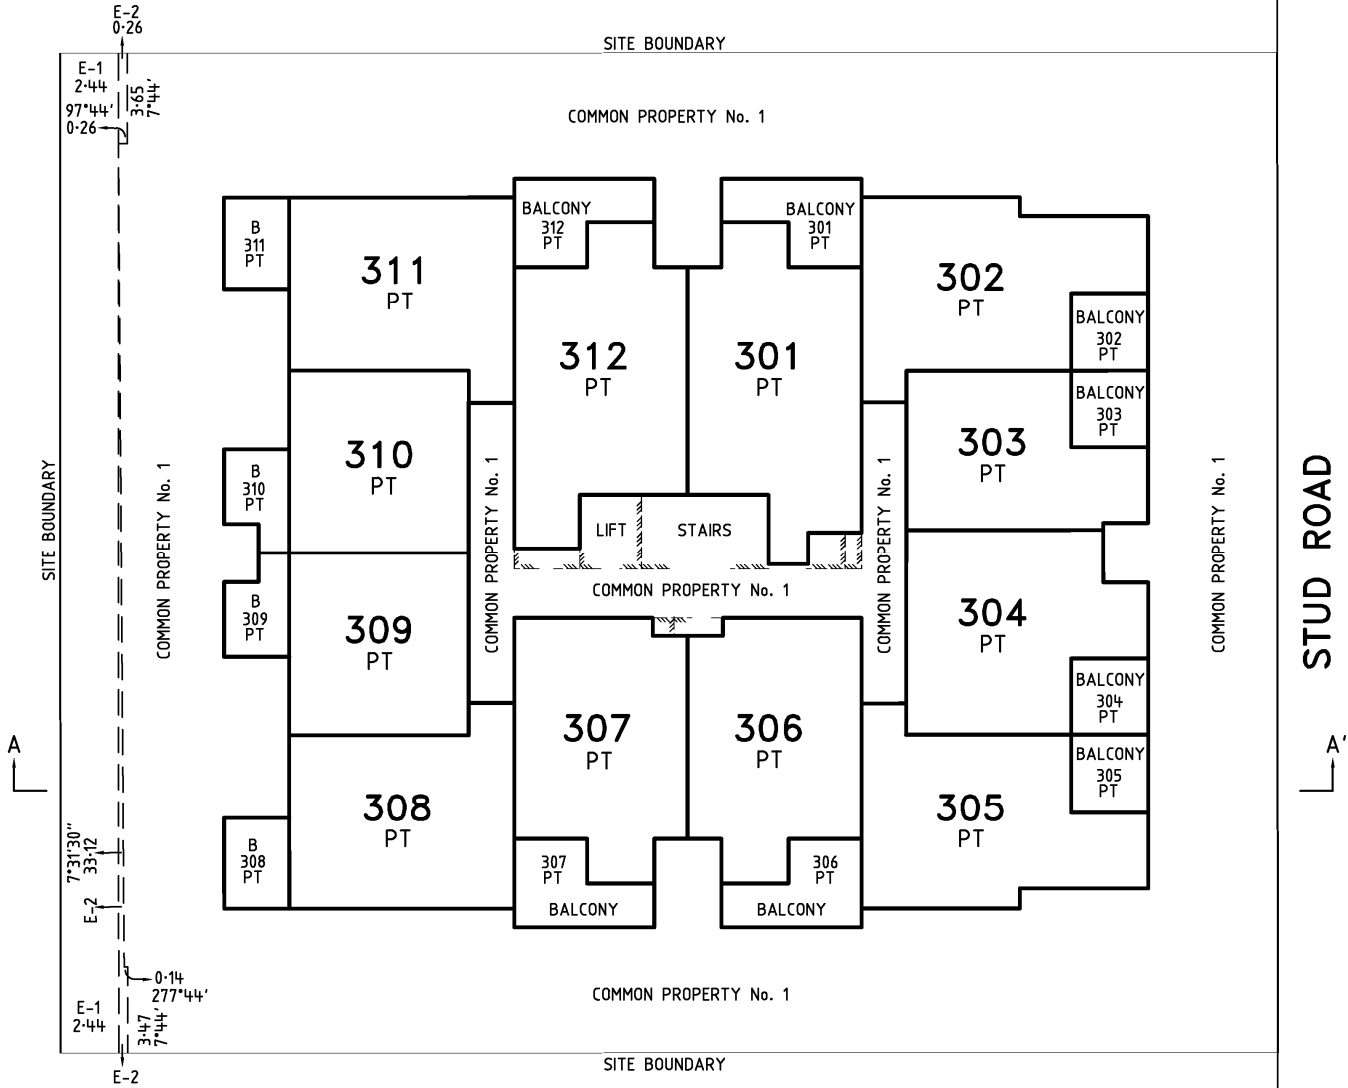 E-2
0·26
SITE BOUNDARY
E-1
2·44
97°44'
0·26
3·65
7°44'
COMMON PROPERTY No. 1
B
311
PT
311
PT
BALCONY
312
PT
BALCONY
301
PT
302
PT
BALCONY
302
PT
312
PT
301
PT
BALCONY
303
PT
303
PT
310
PT
B
310
PT
SITE BOUNDARY
COMMON PROPERTY No. 1
COMMON PROPERTY No. 1
LIFT
STAIRS
COMMON PROPERTY No. 1
COMMON PROPERTY No. 1
COMMON PROPERTY No. 1
STUD ROAD
B
309
PT
309
PT
304
PT
BALCONY
304
PT
307
PT
306
PT
A
A'
BALCONY
305
PT
308
PT
305
PT
B
308
PT
307
PT
BALCONY
306
PT
BALCONY
7°31'30"
33·12
E-2
0·14
277°44'
COMMON PROPERTY No. 1
E-1
2·44
3·47
7°44'
SITE BOUNDARY
E-2